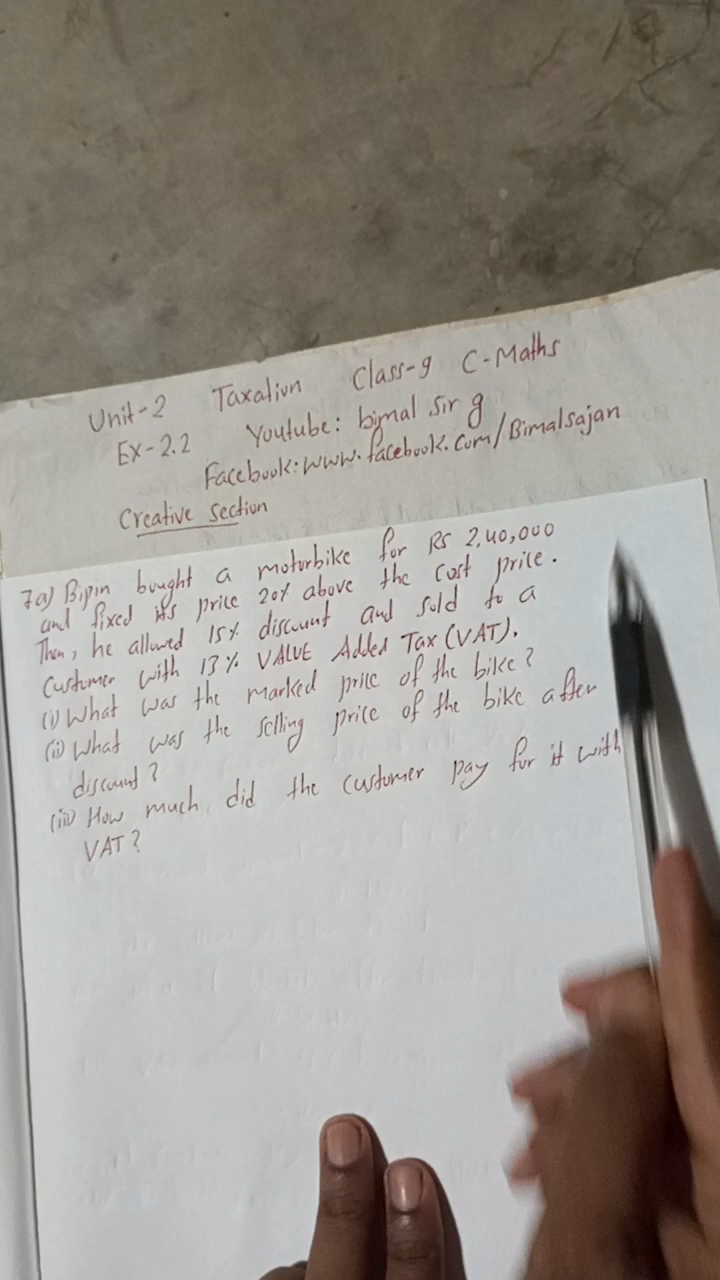 Unit-2 Taxation Class-9 C-Maths
Ex-2.2 Youtube: bimal sir g
Facebook: www.facebook.com/Bimalsajan
Creative section
7a) Bipin bought a motorbike for RS 2,40,000
and fixed its price 20% above the cost price.
Then, he allowed 15% discount and sold to a
customer with 13% VALUE Added Tax (VAT).
(i) What was the marked price of the bike?
(ii) What was the selling price of the bike after
discount?
(iii) How much did the customer pay for it with
VAT?